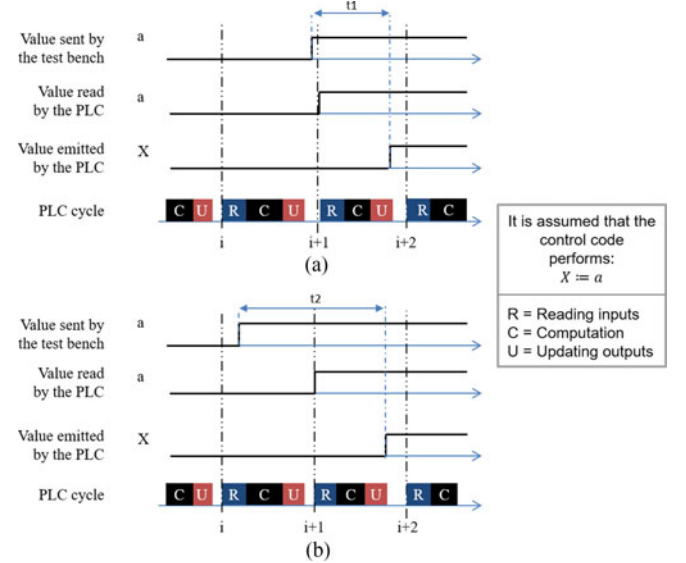 t1
Value sent by
the test bench
a
Value read
by the PLC
a
Value emitted
by the PLC
X
PLC cycle
C U R C U R C U R C
i i+1 i+2
(a)
t2
Value sent by
the test bench
a
Value read
by the PLC
a
Value emitted
by the PLC
X
PLC cycle
C U R C U R C U R C
i i+1 i+2
(b)
It is assumed that the
control code
performs:
X ≔ a
R = Reading inputs
C = Computation
U = Updating outputs